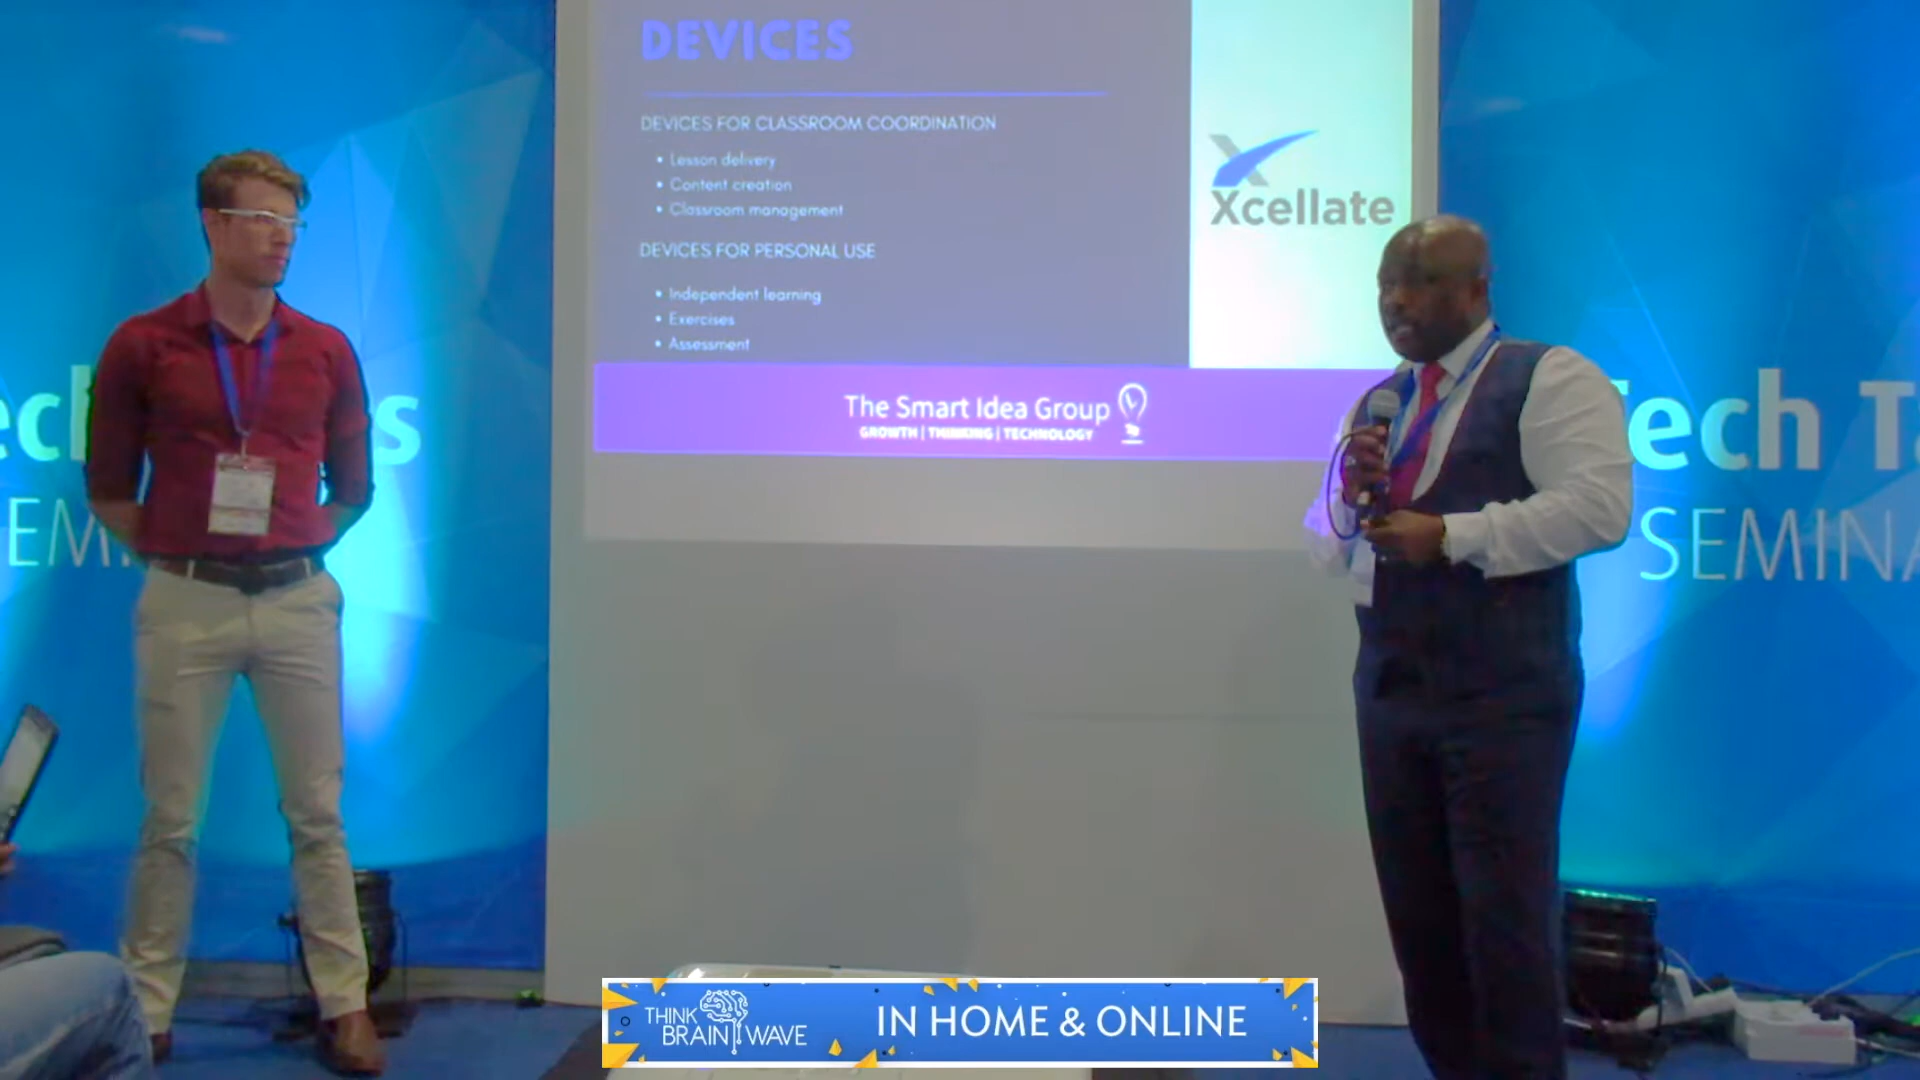 DEVICES
DEVICES FOR CLASSROOM COORDINATION
• Lesson delivery
• Content creation
• Classroom management
DEVICES FOR PERSONAL USE
• Independent learning
• Exercises
• Assessment
Xcellate
The Smart Idea Group
GROWTH | THINKING | TECHNOLOGY
ech
s
EM
ech T
SEMIN
THINK
BRAIN WAVE
IN HOME & ONLINE